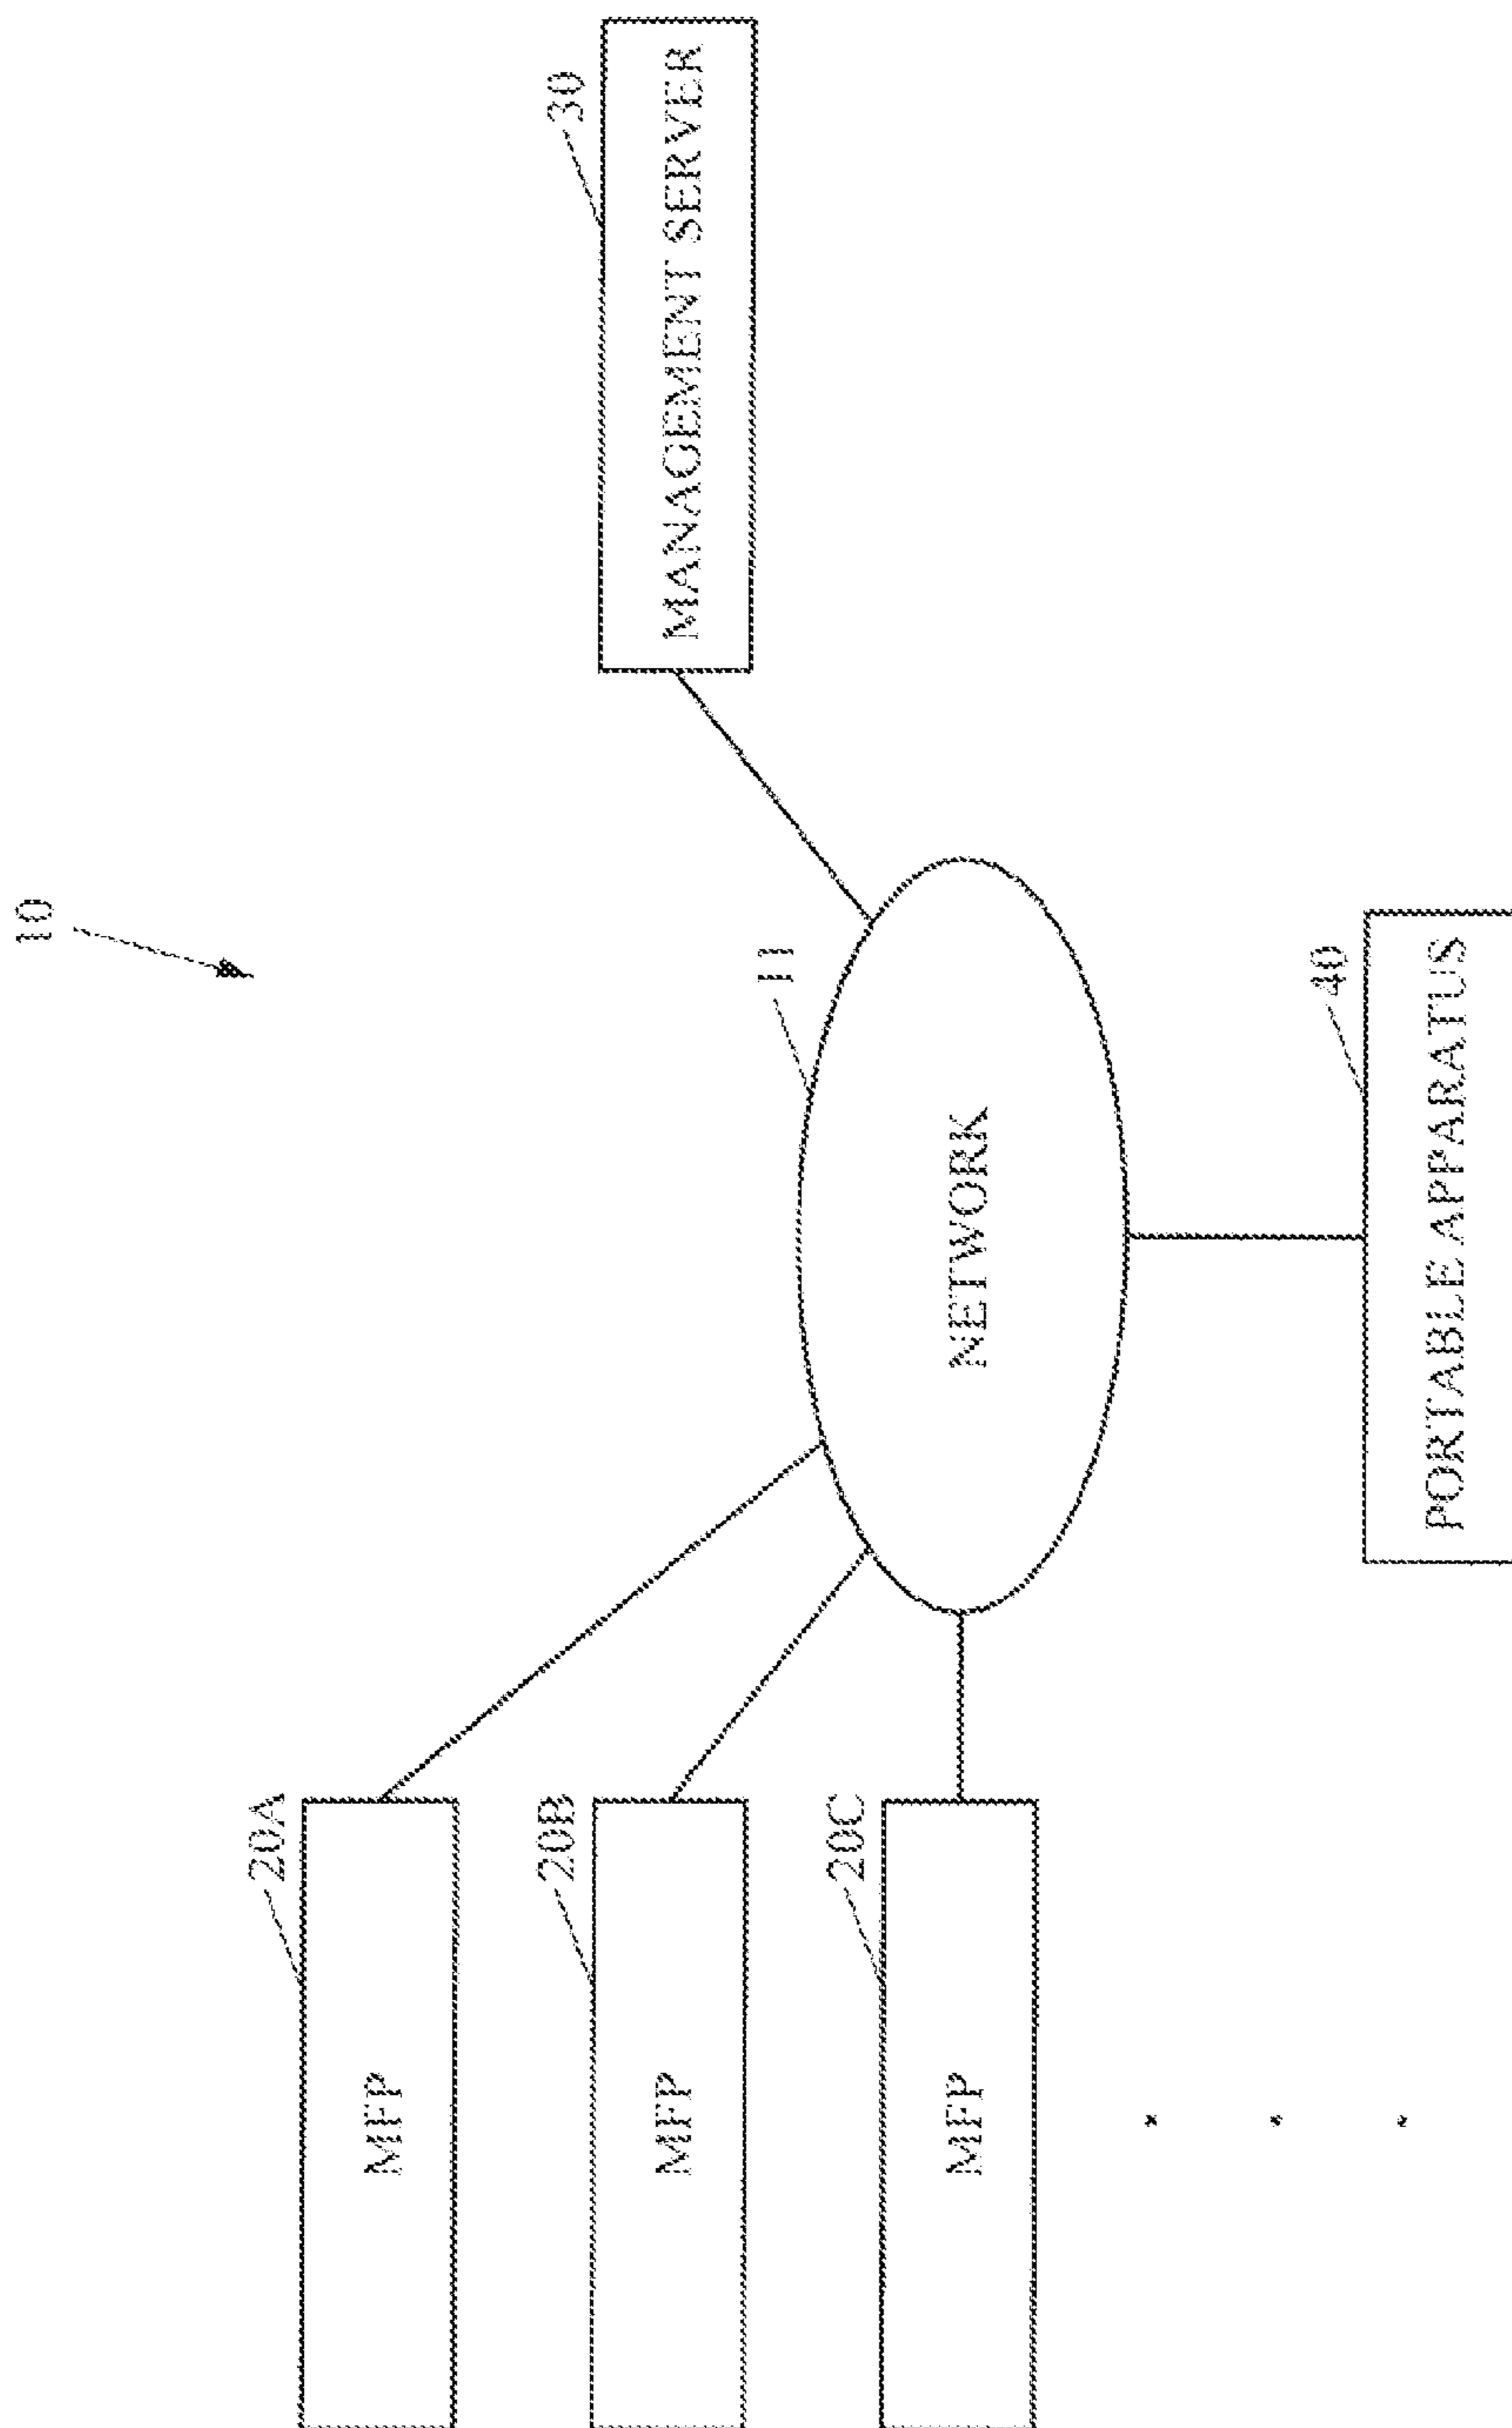 10
20A
MFP
20B
MFP
20C
MFP
11
NETWORK
30
MANAGEMENT SERVER
40
PORTABLE APPARATUS